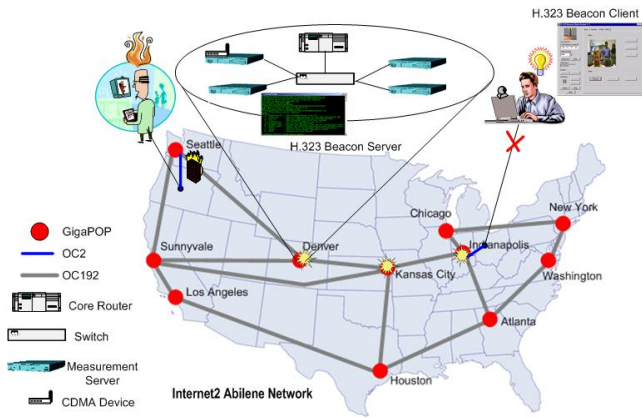 H.323 Beacon Client
H.323 Beacon Server
Seattle
Chicago
New York
GigaPOP
OC2
Sunnyvale
Denver
Indianapolis
Kansas City
Washington
OC192
Los Angeles
Core Router
Atlanta
Switch
Houston
Measurement
Server
CDMA Device
Internet2 Abilene Network